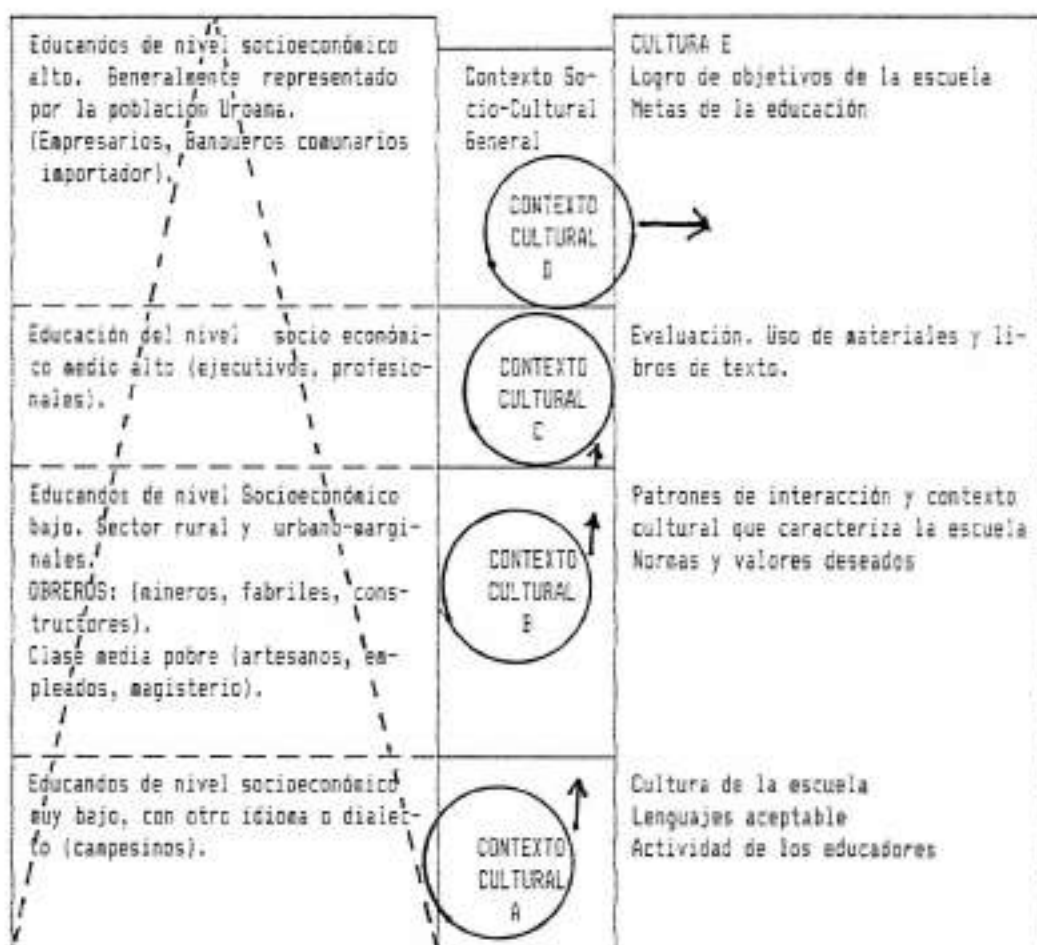 Educandos de nivel socioeconómico
alto. Generalmente representado
por la población Uroama.
(Empresarios, Banqueros comunarios
importador).
Contexto So-
cio-Cultural
General
CONTEXTO
CULTURAL
D
CULTURA E
Logro de objetivos de la escuela
Metas de la educación
Educación del nivel socio económi-
co medio alto (ejecutivos, profesio-
nales).
CONTEXTO
CULTURAL
C
Evaluación. Uso de materiales y li-
bros de texto.
Educandos de nivel Socioeconómico
bajo. Sector rural y urbano-margi-
nales.
OBREROS: (mineros, fabriles, cons-
tructores).
Clase media pobre (artesanos, em-
pleados, magisterio).
CONTEXTO
CULTURAL
B
Patrones de interacción y contexto
cultural que caracteriza la escuela
Normas y valores deseados
Educandos de nivel socioeconómico
muy bajo, con otro idioma o dialec-
to (campesinos).
CONTEXTO
CULTURAL
A
Cultura de la escuela
Lenguajes aceptable
Actividad de los educadores